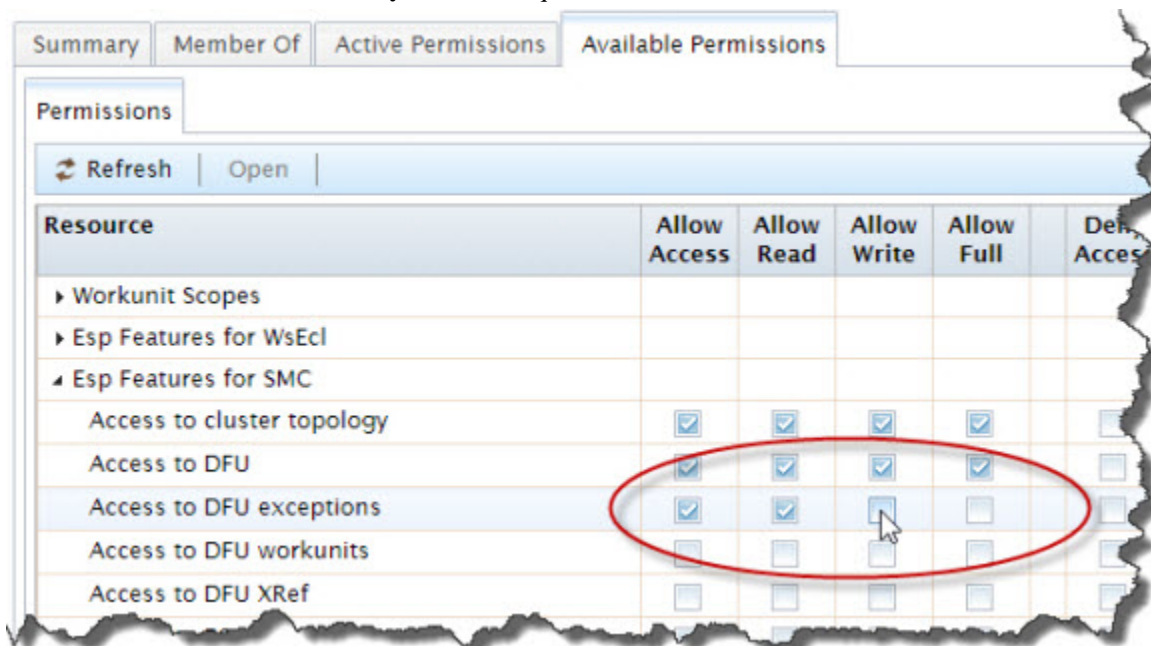 Summary Member Of Active Permissions Available Permissions
Permissions
Refresh Open
Resource Allow Access Allow Read Allow Write Allow Full
Workunit Scopes
Esp Features for WsEcl
Esp Features for SMC
Access to cluster topology
Access to DFU
Access to DFU exceptions
Access to DFU workunits
Access to DFU XRef